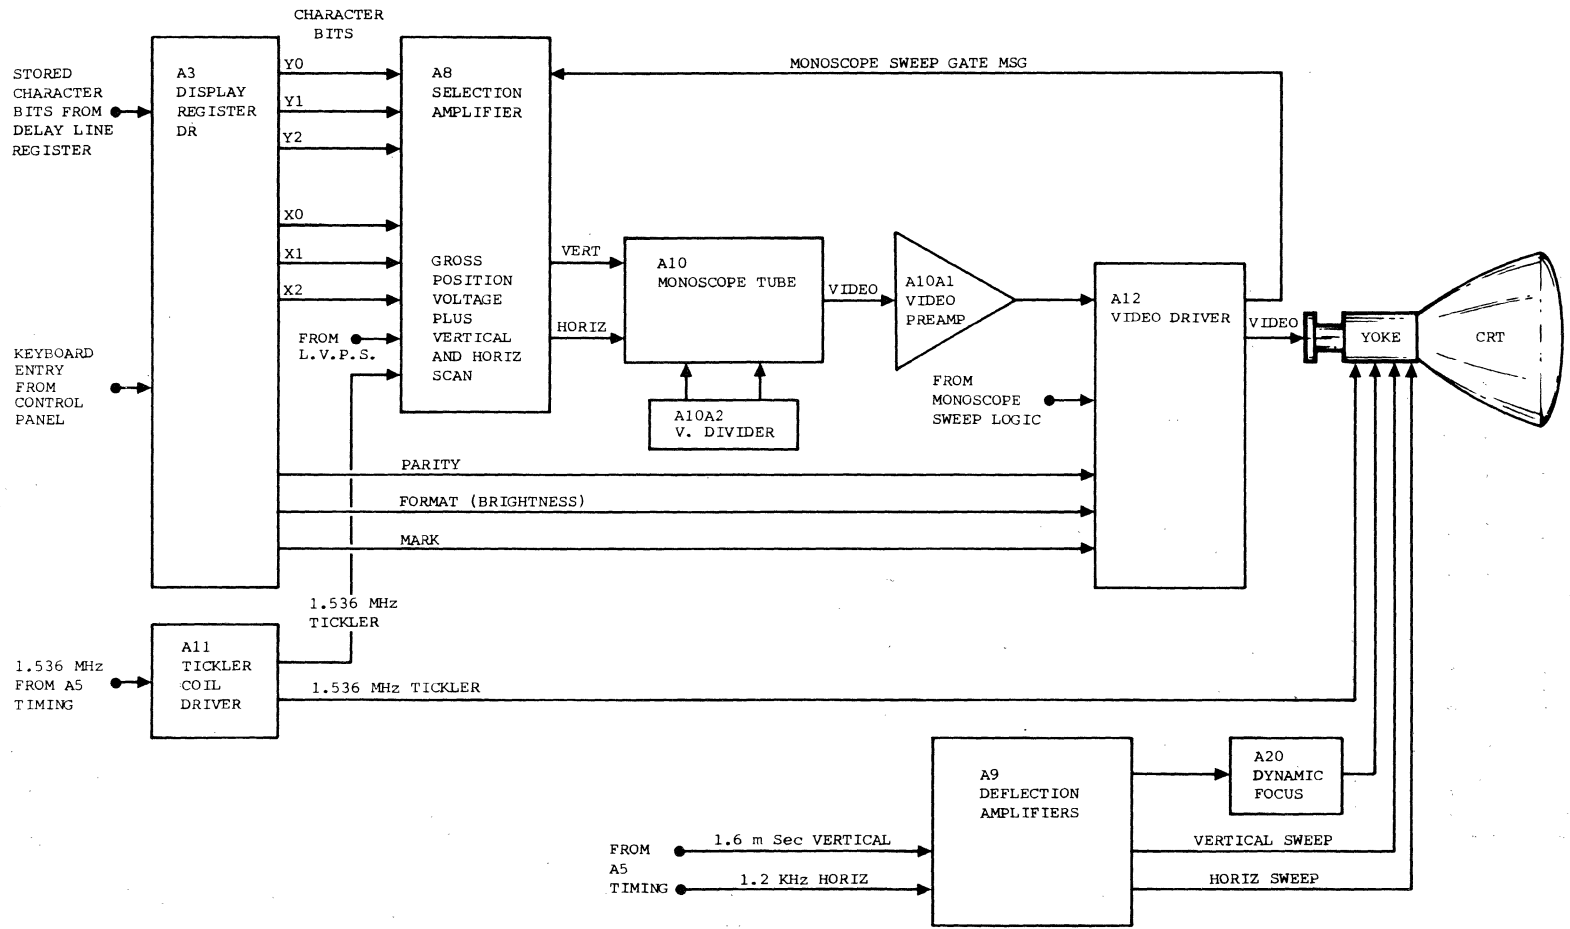 CHARACTER
BITS
STORED
CHARACTER
BITS FROM
DELAY LINE
REGISTER
A3
DISPLAY
REGISTER
DR
Y0
Y1
Y2
X0
X1
X2
A8
SELECTION
AMPLIFIER
GROSS
POSITION
VOLTAGE
PLUS
VERTICAL
AND HORIZ
SCAN
MONOSCOPE SWEEP GATE MSG
FROM
L.V.P.S.
VERT
HORIZ
A10
MONOSCOPE TUBE
A10A2
V. DIVIDER
VIDEO
A10A1
VIDEO
PREAMP
A12
VIDEO DRIVER
VIDEO
YOKE
CRT
FROM
MONOSCOPE
SWEEP LOGIC
KEYBOARD
ENTRY
FROM
CONTROL
PANEL
PARITY
FORMAT (BRIGHTNESS)
MARK
1.536 MHz
TICKLER
1.536 MHz
FROM A5
TIMING
A11
TICKLER
COIL
DRIVER
1.536 MHz TICKLER
A9
DEFLECTION
AMPLIFIERS
A20
DYNAMIC
FOCUS
FROM
A5
TIMING
1.6 m Sec VERTICAL
1.2 KHz HORIZ
VERTICAL SWEEP
HORIZ SWEEP